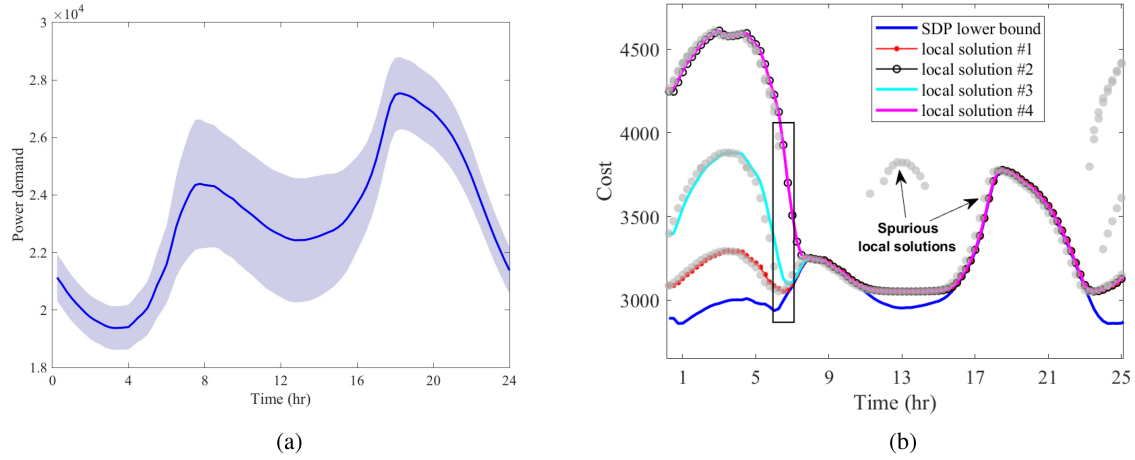 ×10⁴
3
2.8
2.6
2.4
2.2
2
1.8
Power demand
0 4 8 12 16 20 24
Time (hr)
(a)
4500
4000
3500
3000
Cost
SDP lower bound
local solution #1
local solution #2
local solution #3
local solution #4
Spurious
local solutions
1 5 9 13 17 21 25
Time (hr)
(b)